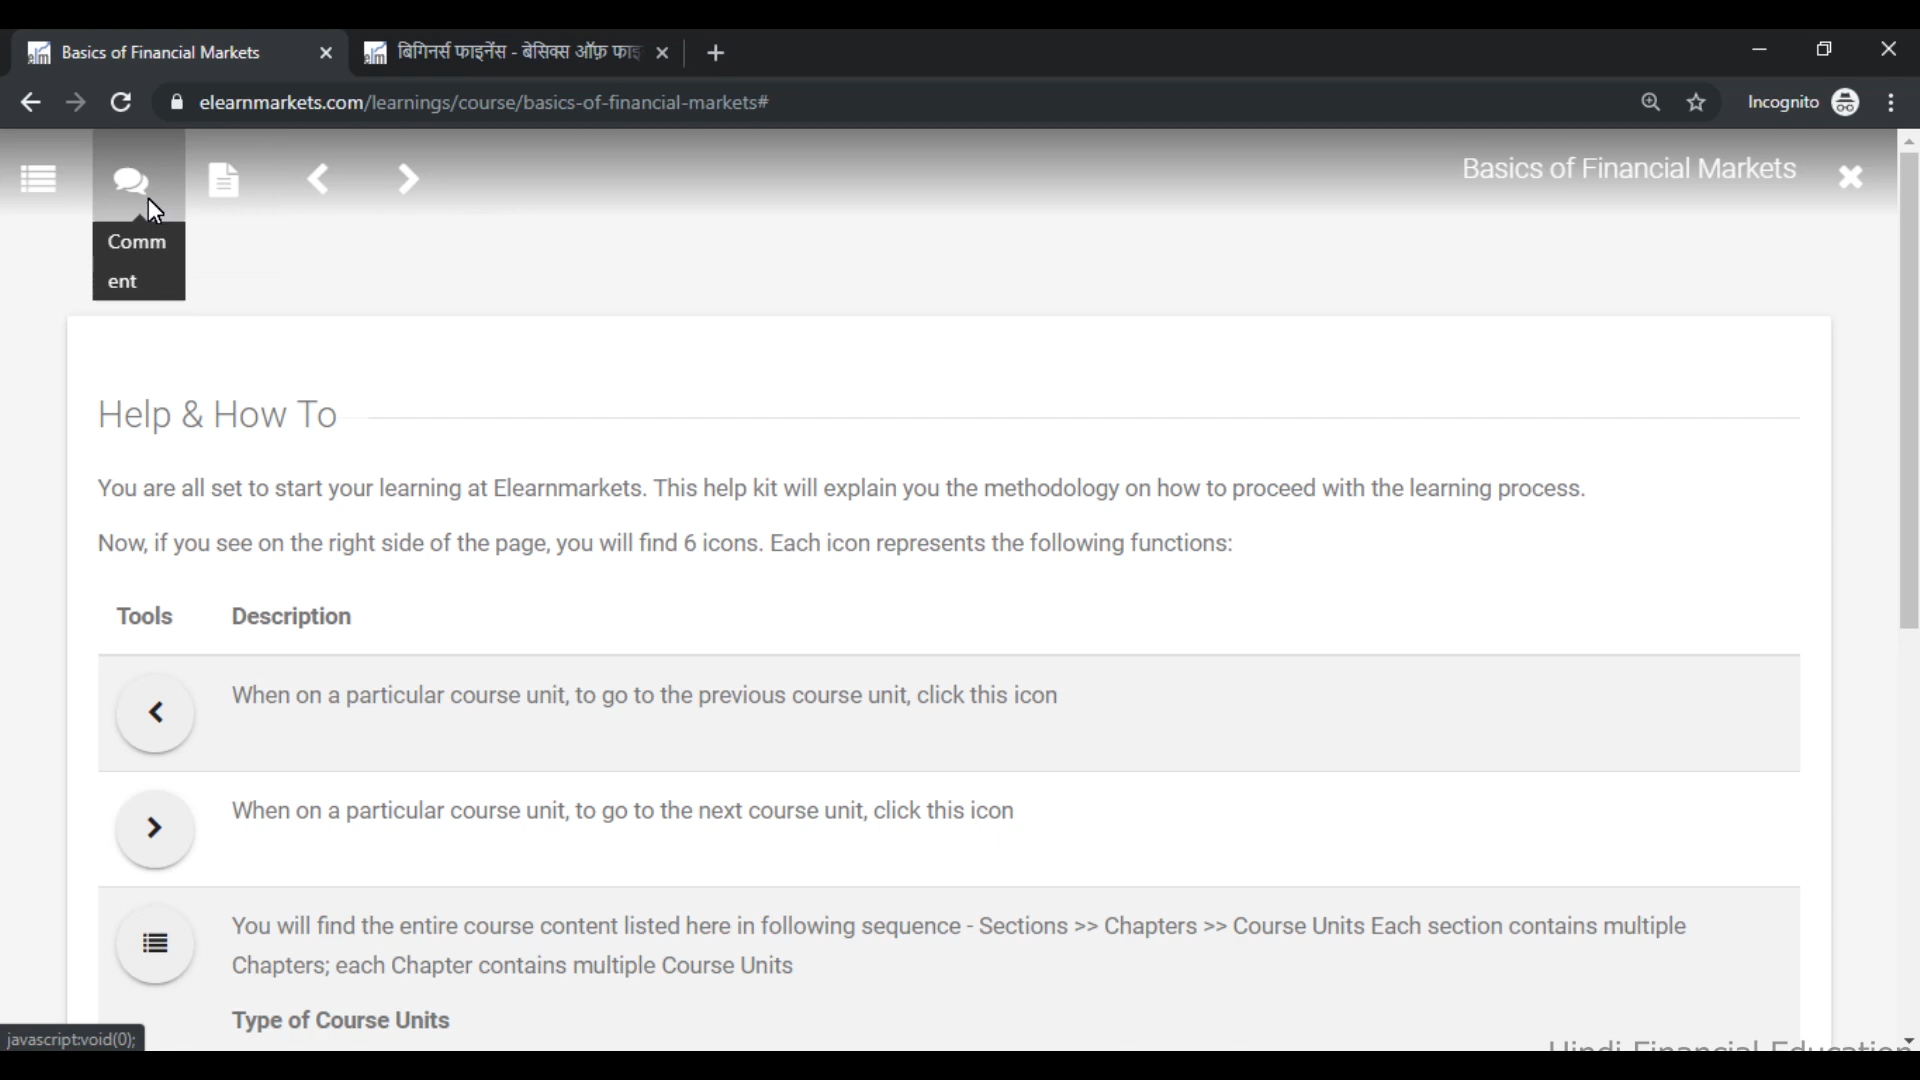 Basics of Financial Markets
बिगिनर्स फाइनेंस - बेसिक्स ऑफ़
elearnmarkets.com/learnings/course/basics-of-financial-markets#
Incognito
Basics of Financial Markets
Comm
ent
Help & How To
You are all set to start your learning at Elearnmarkets. This help kit will explain you the methodology on how to proceed with the learning process.
Now, if you see on the right side of the page, you will find 6 icons. Each icon represents the following functions:
Tools Description
When on a particular course unit, to go to the previous course unit, click this icon
When on a particular course unit, to go to the next course unit, click this icon
You will find the entire course content listed here in following sequence - Sections >> Chapters >> Course Units Each section contains multiple
Chapters; each Chapter contains multiple Course Units
Type of Course Units
javascript:void(0);
Hindi Financial Education